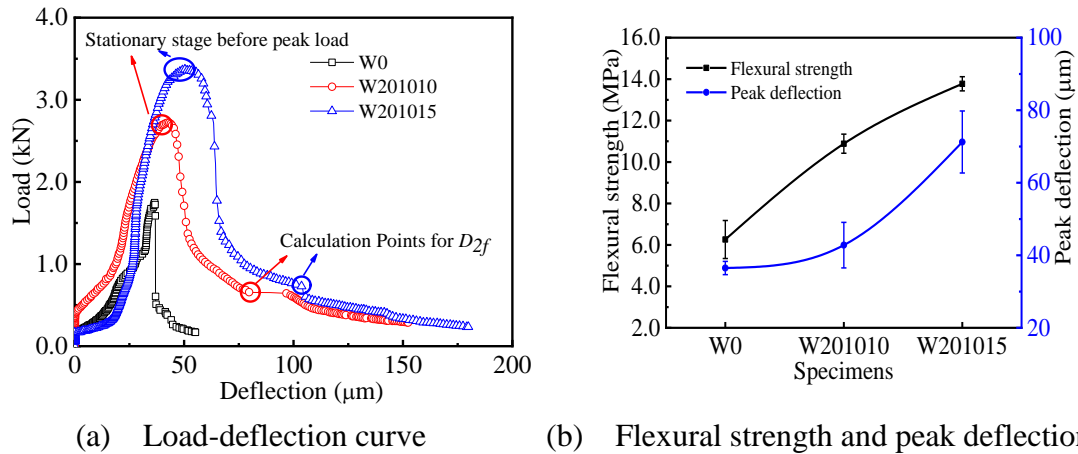 4.0
3.0
2.0
1.0
0.0
Load (kN)
Stationary stage before peak load
W0
W201010
W201015
Calculation Points for D2f
0
50
100
150
200
Deflection (μm)
(a) Load-deflection curve
16.0
14.0
12.0
10.0
8.0
6.0
4.0
2.0
Flexural strength (MPa)
Flexural strength
Peak deflection
100
80
60
40
20
Peak deflection (μm)
W0
W201010
W201015
Specimens
(b) Flexural strength and peak deflection